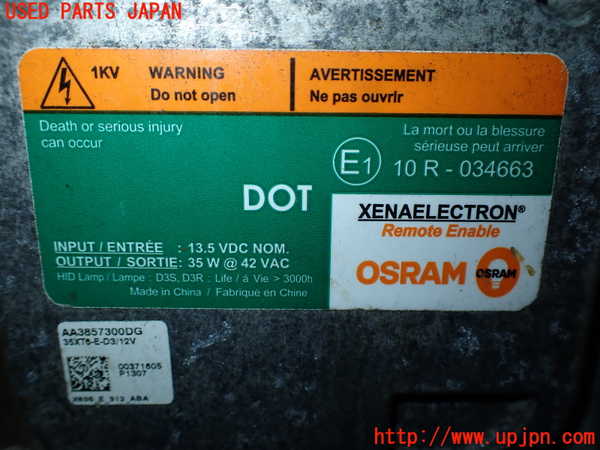 USED PARTS JAPAN
1KV
WARNING
Do not open
AVERTISSEMENT
Ne pas ouvrir
Death or serious injury
can occur
La mort ou la blessure
sérieuse peut arriver
E1 10 R - 034663
DOT
XENAELECTRON®
Remote Enable
OSRAM OSRAM
INPUT / ENTRÉE : 13.5 VDC NOM.
OUTPUT / SORTIE: 35 W @ 42 VAC
HID Lamp / Lampe : D3S, D3R : Life / à Vie > 3000h
Made in China / Fabriqué en Chine
AA3857300DG
35XT6-E-D3/12V
00371605
P1307
http://www.upjpn.com